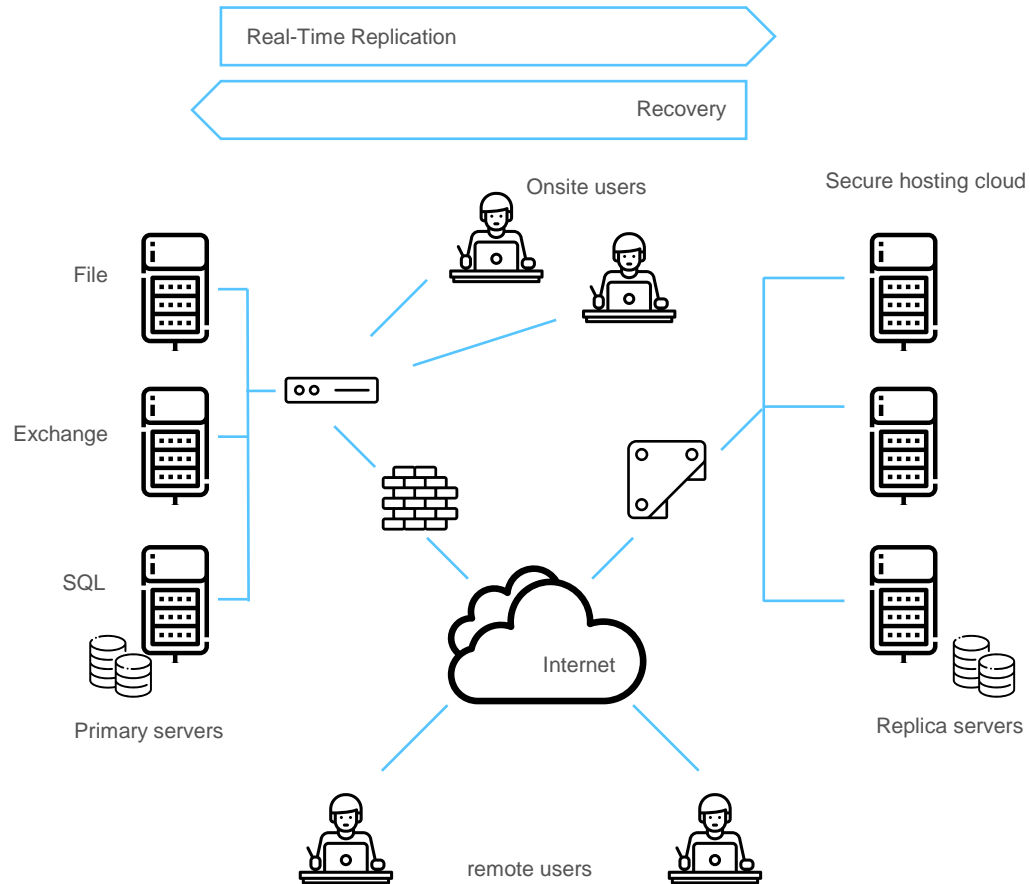 Real-Time Replication
Recovery
Onsite users
Secure hosting cloud
File
Exchange
SQL
Internet
Primary servers
Replica servers
remote users